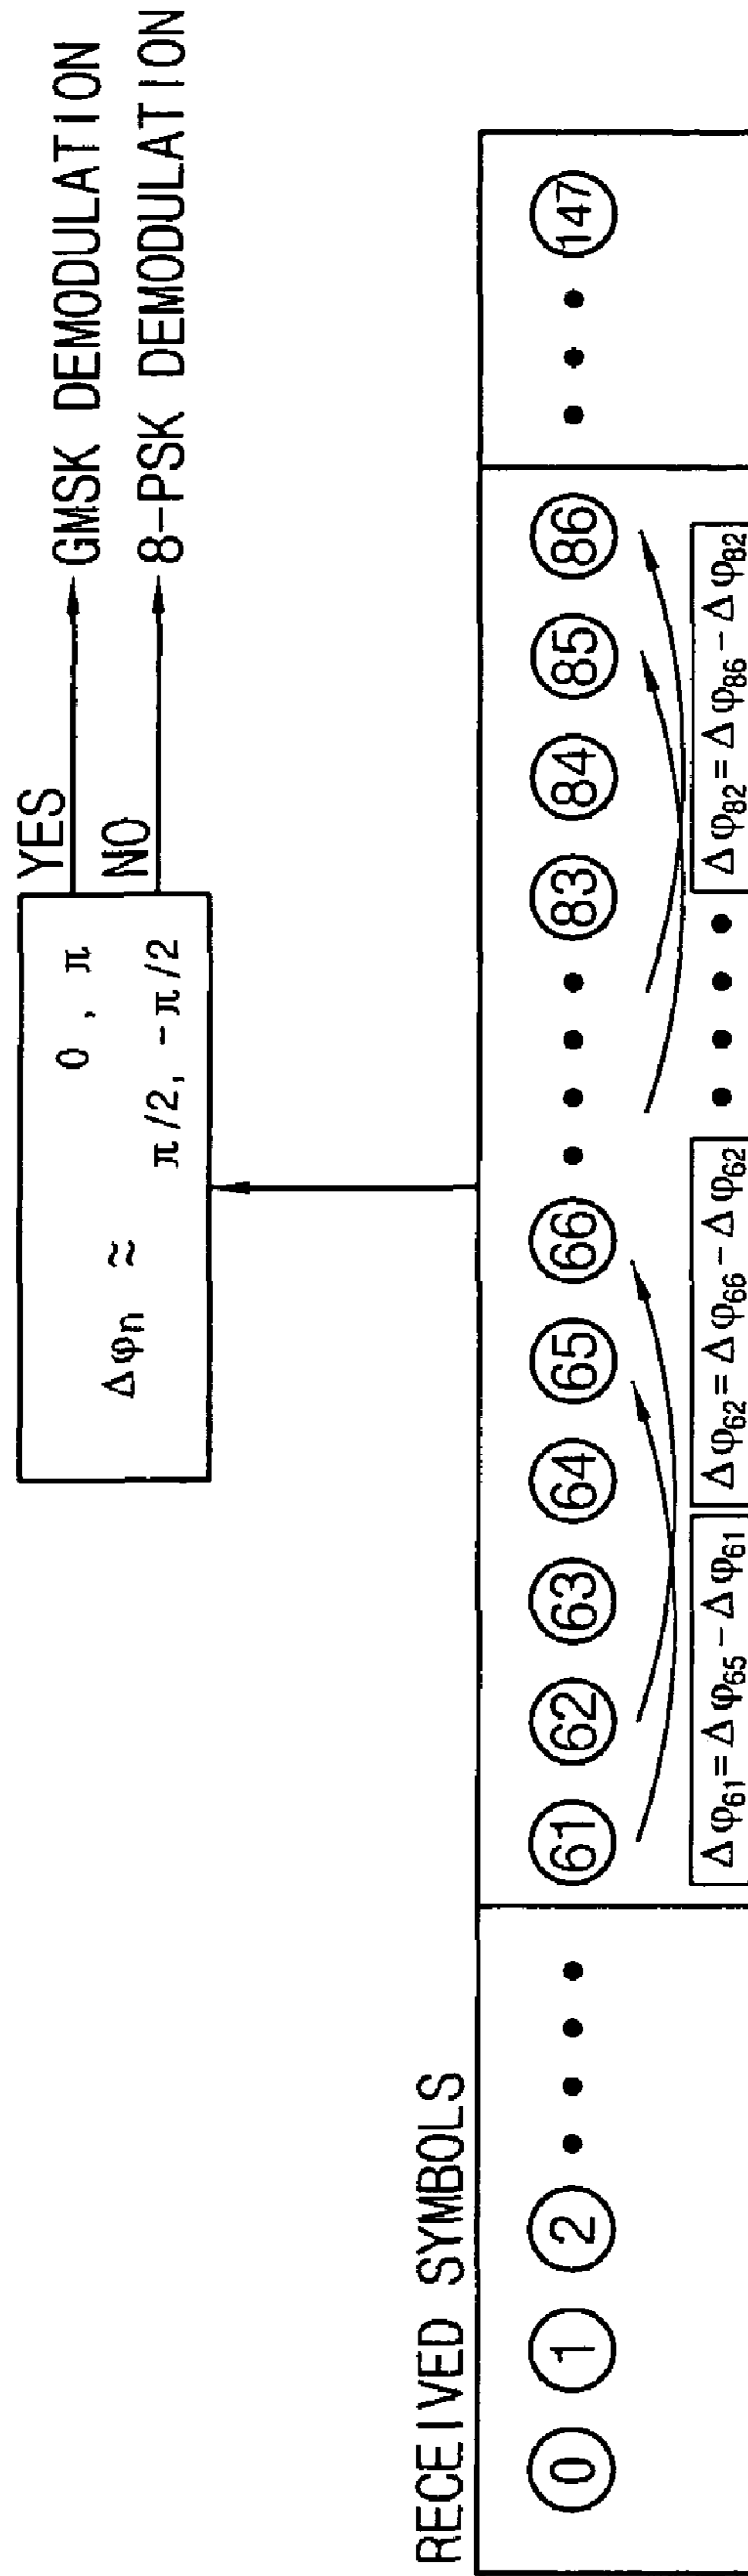 GMSK DEMODULATION
8-PSK DEMODULATION
YES
NO
Δφn ≈ 0 , π
π/2, -π/2
RECEIVED SYMBOLS
0 1 2 • • • • 61 62 63 64 65 66 • • • • 83 84 85 86 • • • 147
Δφ61=Δφ65-Δφ61 Δφ62=Δφ66-Δφ62 • • • • Δφ82=Δφ86-Δφ82